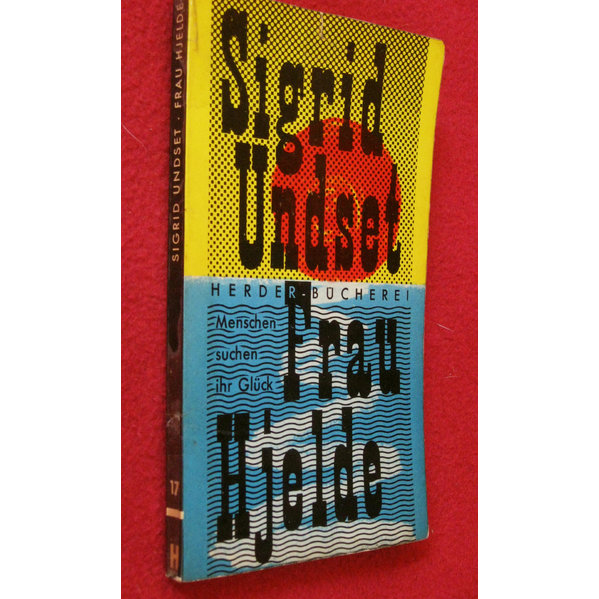 Sigrid
Undset
HERDER-BÜCHEREI
Menschen
suchen
ihr Glück
Frau
Hjelde
SIGRID UNDSET · FRAU HJELDE
17
H